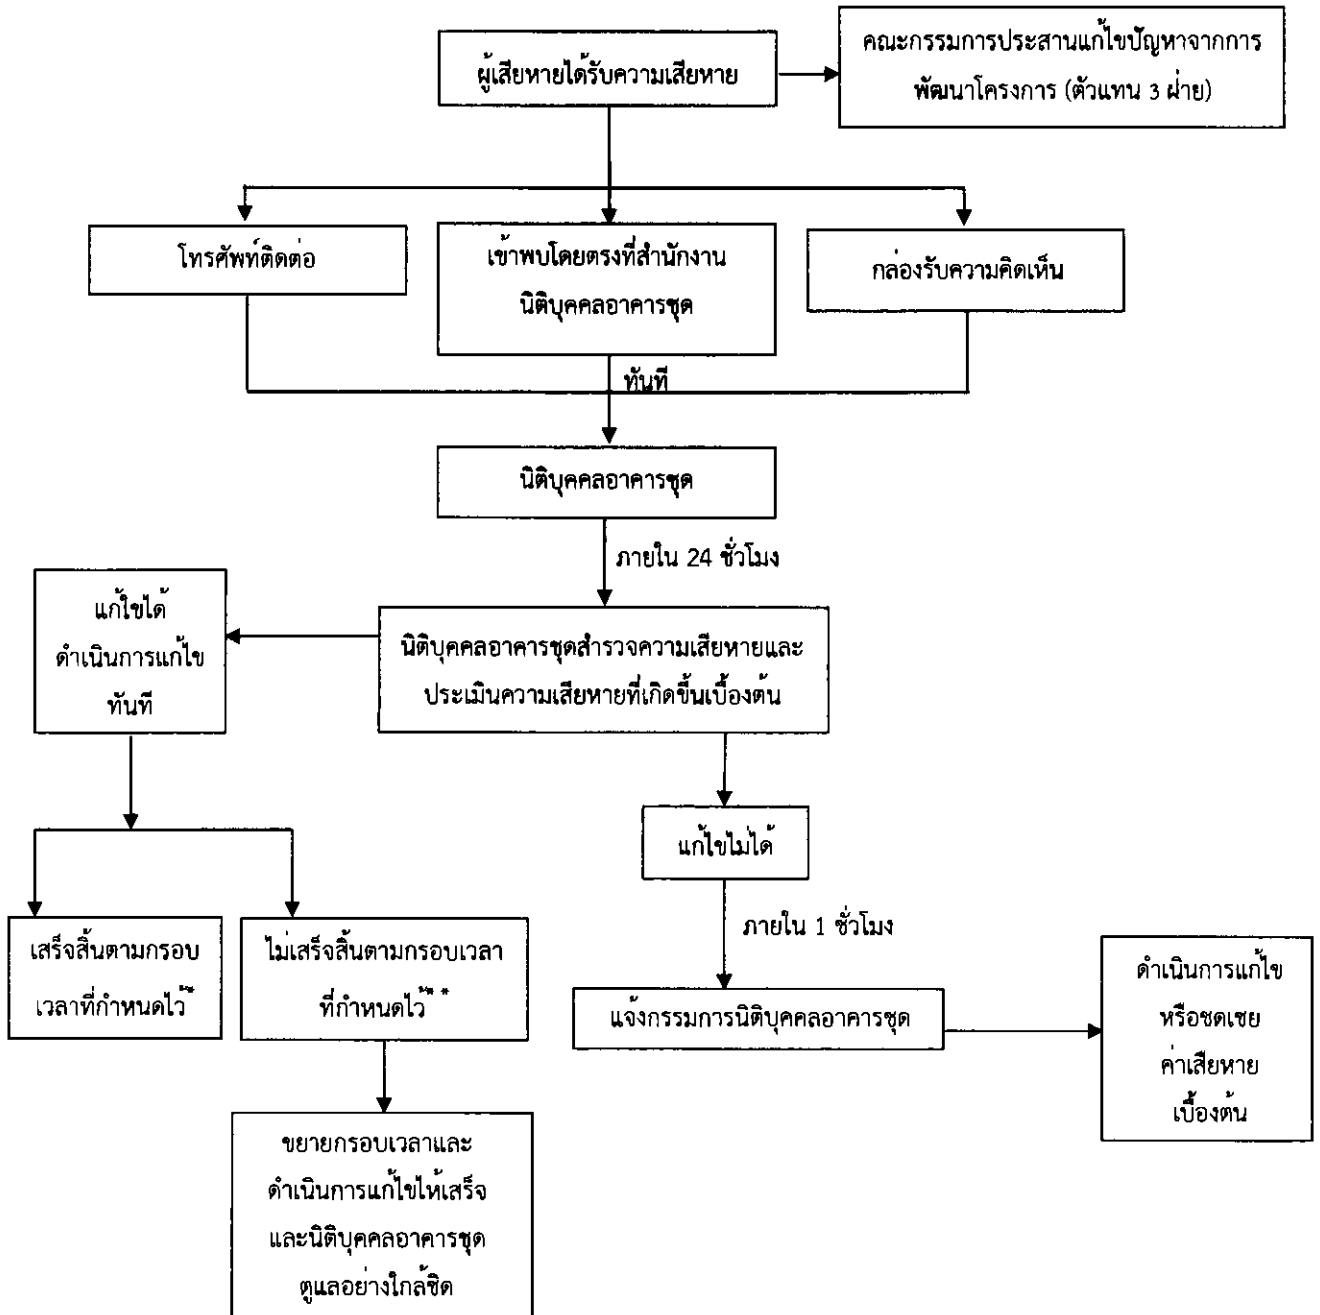 ผู้เสียหายได้รับความเสียหาย
คณะกรรมการประสานแก้ไขปัญหาจากการ
พัฒนาโครงการ (ตัวแทน 3 ฝ่าย)
โทรศัพท์ติดต่อ
เข้าพบโดยตรงที่สำนักงาน
นิติบุคคลอาคารชุด
กล่องรับความคิดเห็น
ทันที
นิติบุคคลอาคารชุด
ภายใน 24 ชั่วโมง
แก้ไขได้
ดำเนินการแก้ไข
ทันที
นิติบุคคลอาคารชุดสำรวจความเสียหายและ
ประเมินความเสียหายที่เกิดขึ้นเบื้องต้น
แก้ไขไม่ได้
ภายใน 1 ชั่วโมง
เสร็จสิ้นตามกรอบ
เวลาที่กำหนดไว้*
ไม่เสร็จสิ้นตามกรอบเวลา
ที่กำหนดไว้**
แจ้งกรรมการนิติบุคคลอาคารชุด
ดำเนินการแก้ไข
หรือชดเชย
ค่าเสียหาย
เบื้องต้น
ขยายกรอบเวลาและ
ดำเนินการแก้ไขให้เสร็จ
และนิติบุคคลอาคารชุด
ดูแลอย่างใกล้ชิด